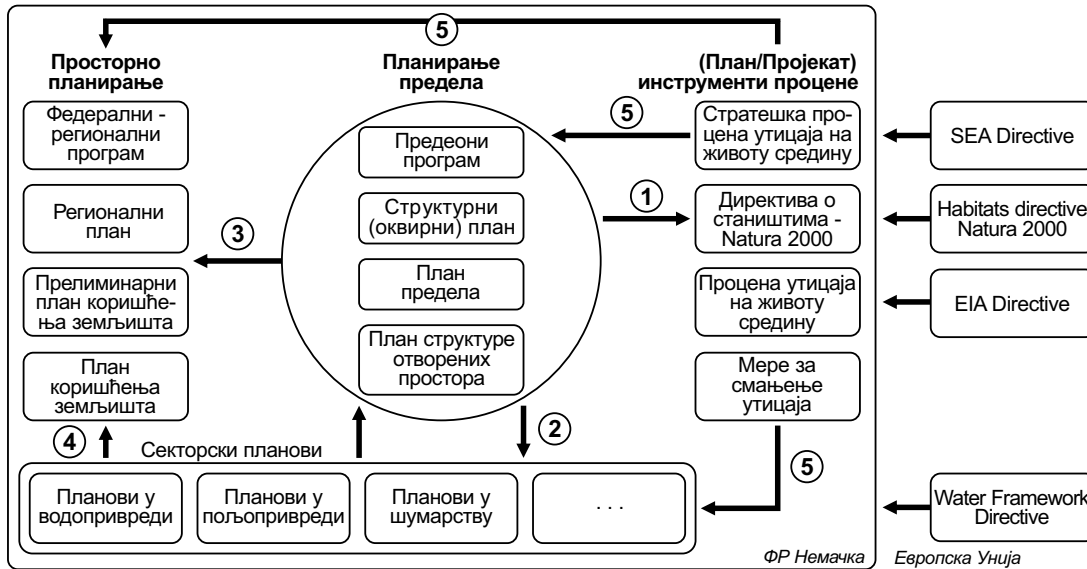 5
Просторно
планирање
Федерални -
регионални
програм
Регионални
план
Прелиминарни
план коришће-
ња земљишта
План
коришћења
земљишта
Планирање
предела
Предеони
програм
Структурни
(оквирни) план
План
предела
План структуре
отворених
простора
(План/Пројекат)
инструменти процене
Стратешка про-
цена утицаја на
животу средину
Директива о
стаништима -
Natura 2000
Процена утицаја
на животу
средину
Мере за
смањење
утицаја
5
1
3
2
4
5
Секторски планови
Планови у
водопривреди
Планови у
пољопривреди
Планови у
шумарству
. . .
SEA Directive
Habitats directive
Natura 2000
EIA Directive
Water Framework
Directive
ФР Немачка
Европска Унија